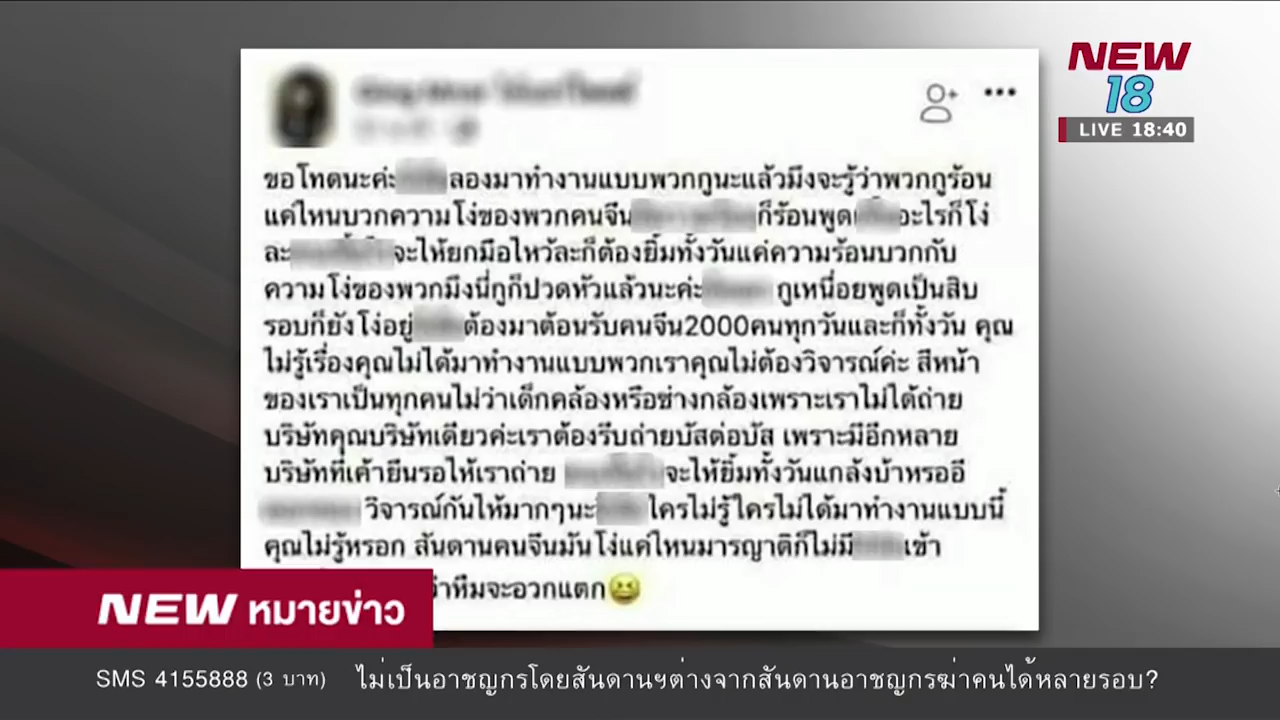 NEW
18
LIVE 18:40
ขอโทตนะค่ะ ลองมาทำงานแบบพวกกูนะแล้วมึงจะรู้ว่าพวกกูร้อน
แค่ไหนบวกความโง่ของพวกคนจีน ก็ร้อนพูด อะไรก็โง่
ละ จะให้ยกมือไหว้ละก็ต้องยิ้มทั้งวันแค่ความร้อนบวกกับ
ความโง่ของพวกมึงนี่กูก็ปวดหัวแล้วนะค่ะ กูเหนื่อยพูดเป็นสิบ
รอบก็ยังโง่อยู่ ต้องมาต้อนรับคนจีน2000คนทุกวันและก็ทั้งวัน คุณ
ไม่รู้เรื่องคุณไม่ได้มาทำงานแบบพวกเราคุณไม่ต้องวิจารณ์ค่ะ สีหน้า
ของเราเป็นทุกคนไม่ว่าเด็กคล้องหรือช่างกล้องเพราะเราไม่ได้ถ่าย
บริษัทคุณบริษัทเดียวค่ะเราต้องรีบถ่ายบัสต่อบัส เพราะมีอีกหลาย
บริษัทที่เค้ายืนรอให้เราถ่าย จะให้ยิ้มทั้งวันแกล้งบ้าหรออี
วิจารณ์กันให้มากๆนะ ใครไม่รู้ใครไม่ได้มาทำงานแบบนี้
คุณไม่รู้หรอก สันดานคนจีนมันโง่แค่ไหนมารญาติก็ไม่มี เข้า
ว่าหึมจะอวกแตก😆
NEW หมายข่าว
SMS 4155888 (3 บาท) ไม่เป็นอาชญกรโดยสันดานฯต่างจากสันดานอาชญกรฆ่าคนได้หลายรอบ?